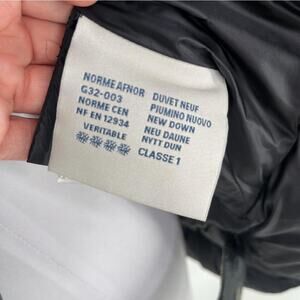 NORME AFNOR
G32-003
NORME CEN
NF EN 12934
VERITABLE
DUVET NEUF
PIUMINO NUOVO
NEW DOWN
NEU DAUNE
NYTT DUN
CLASSE 1